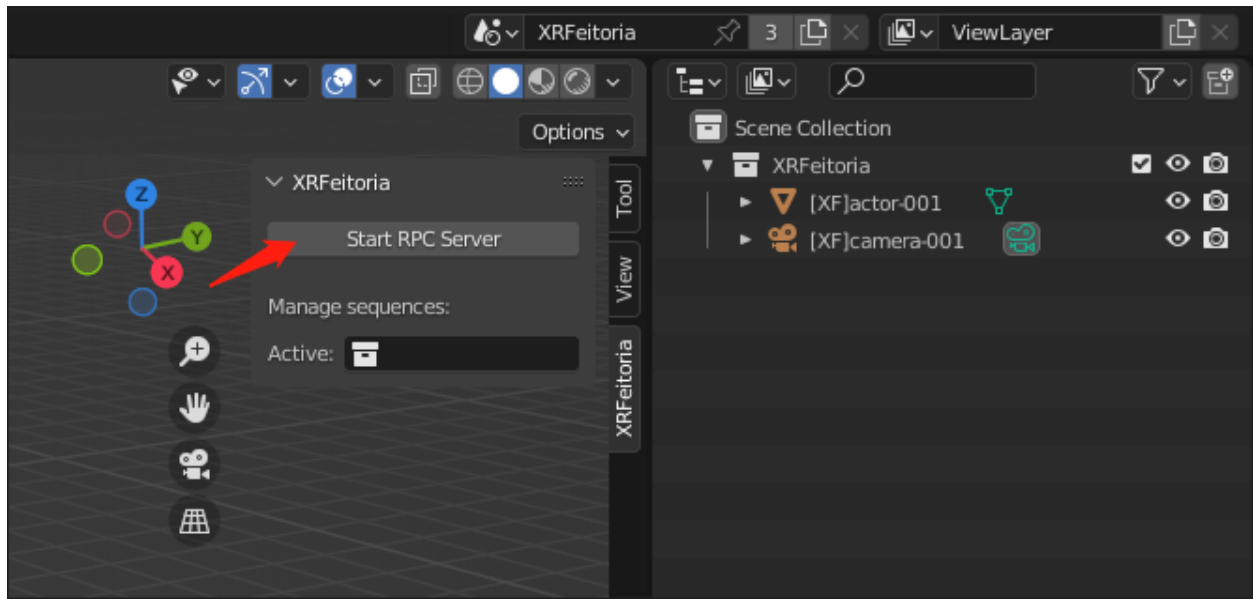 XRFeitoria
3
ViewLayer
Options
XRFeitoria
Start RPC Server
Manage sequences:
Active:
Z
Y
X
Tool
View
XRFeitoria
Scene Collection
XRFeitoria
[XF]actor-001
[XF]camera-001